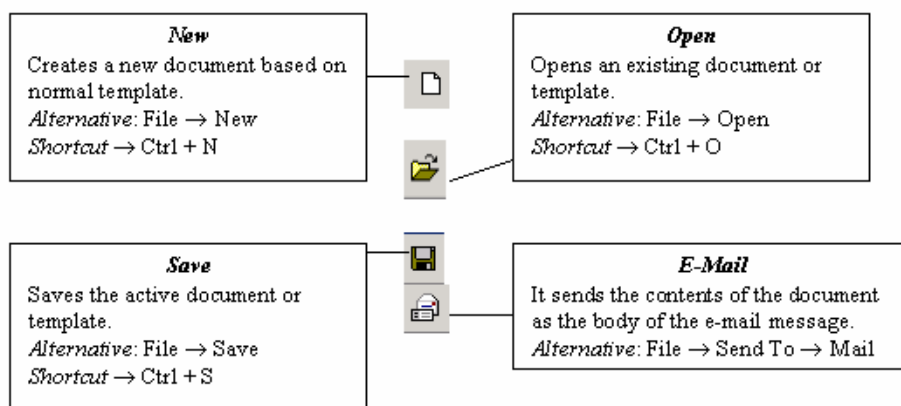 New
Creates a new document based on
normal template.
Alternative: File → New
Shortcut → Ctrl + N
Open
Opens an existing document or
template.
Alternative: File → Open
Shortcut → Ctrl + O
Save
Saves the active document or
template.
Alternative: File → Save
Shortcut → Ctrl + S
E-Mail
It sends the contents of the document
as the body of the e-mail message.
Alternative: File → Send To → Mail